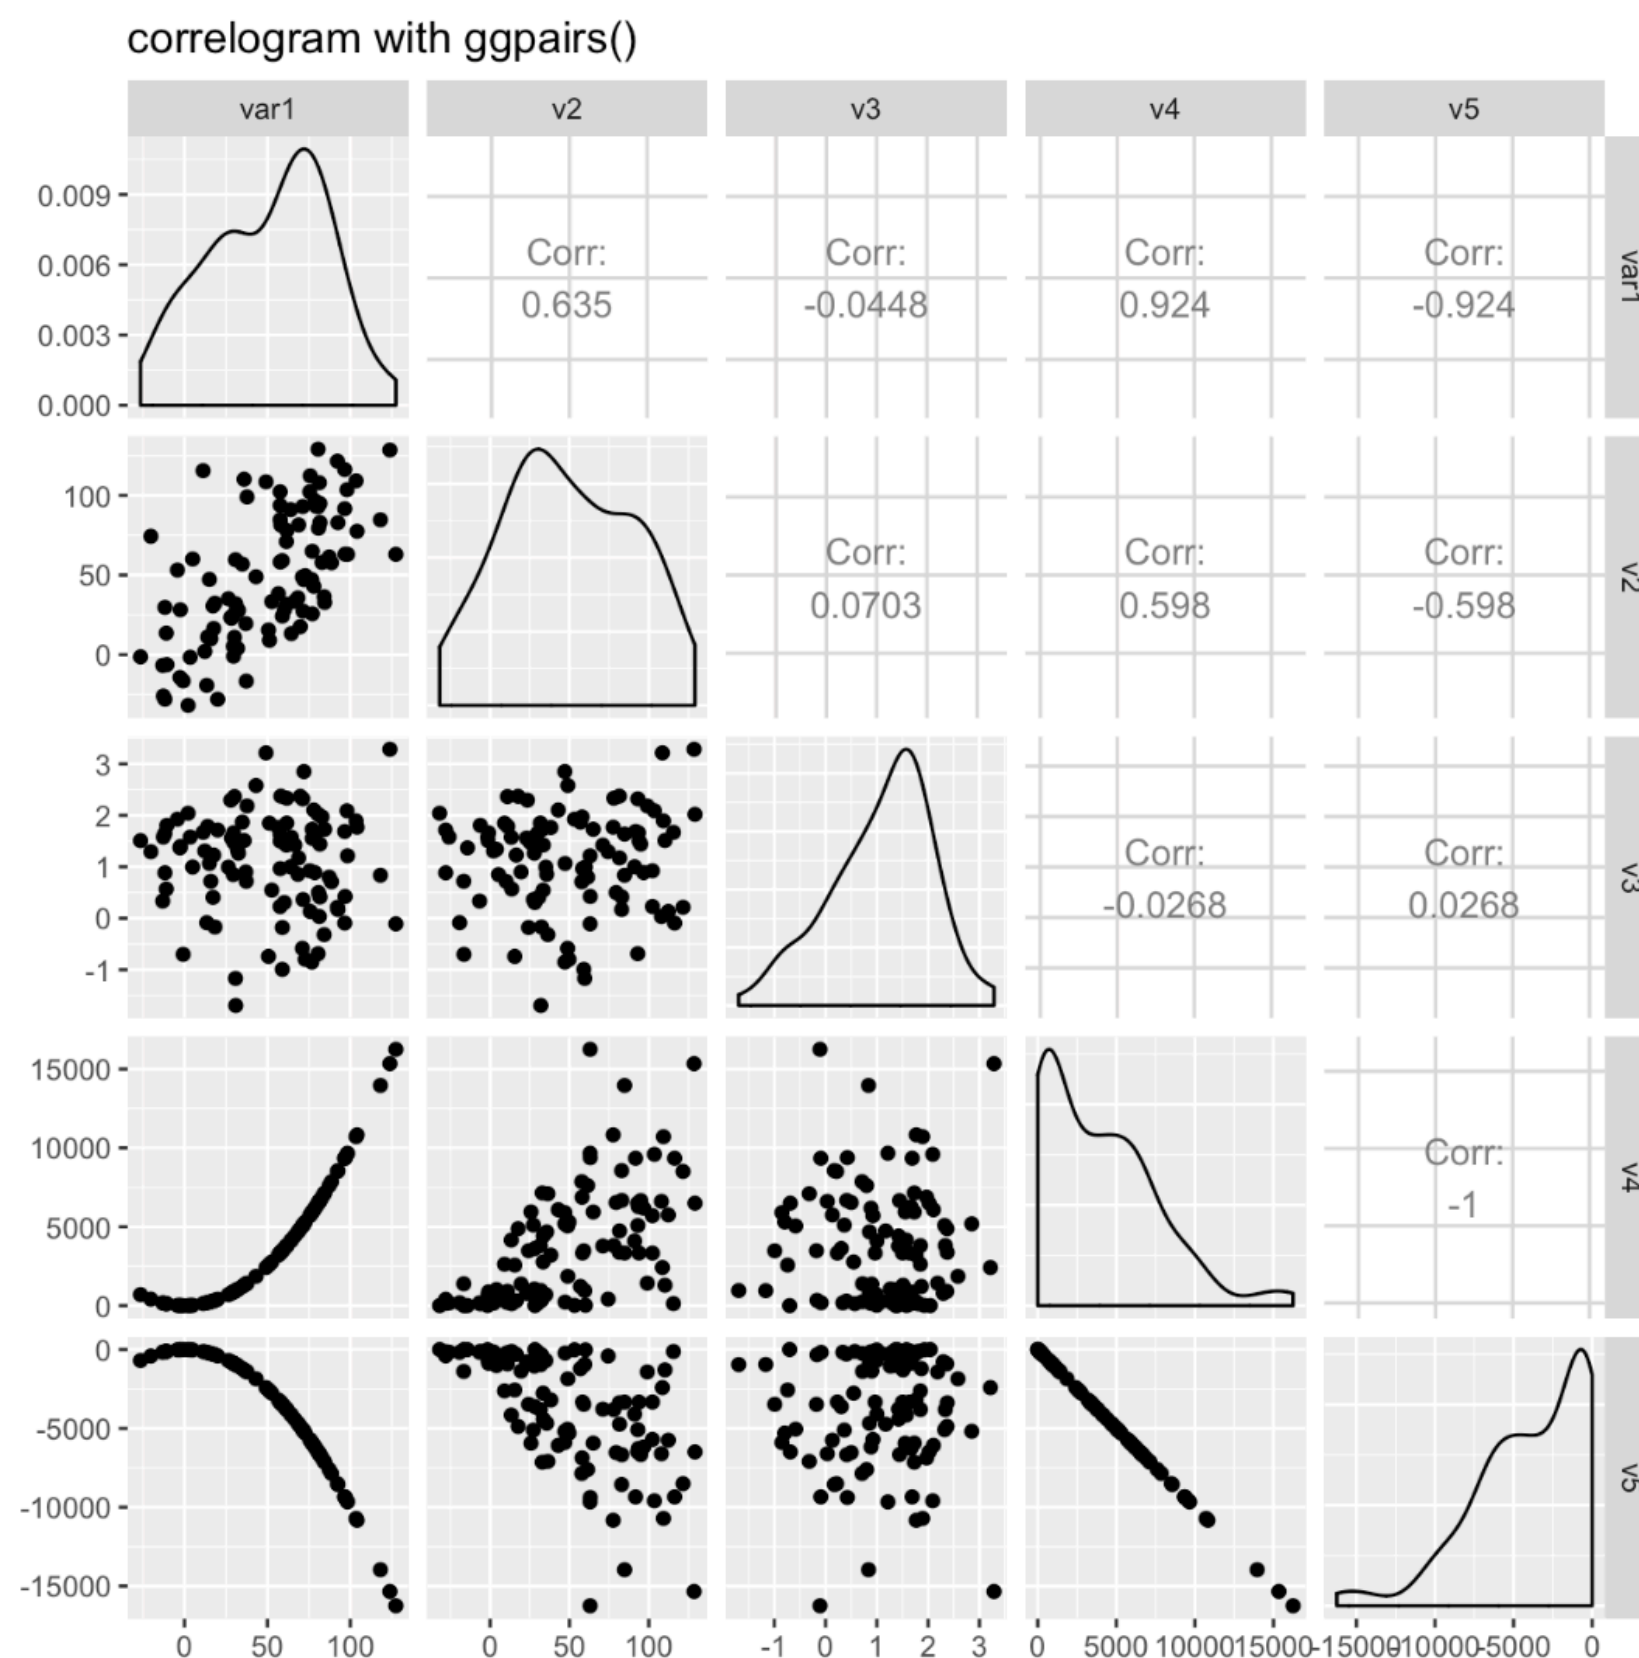 correlogram with ggpairs()
var1 v2 v3 v4 v5
0.009
0.006
0.003
0.000
Corr:
0.635
Corr:
-0.0448
Corr:
0.924
Corr:
-0.924
var1
100
50
0
Corr:
0.0703
Corr:
0.598
Corr:
-0.598
v2
3
2
1
0
-1
Corr:
-0.0268
Corr:
0.0268
v3
15000
10000
5000
0
Corr:
-1
v4
0
-5000
-10000
-15000
v5
0 50 100 0 50 100 -1 0 1 2 3 0 5000 10000 15000 -15000 -10000 -5000 0